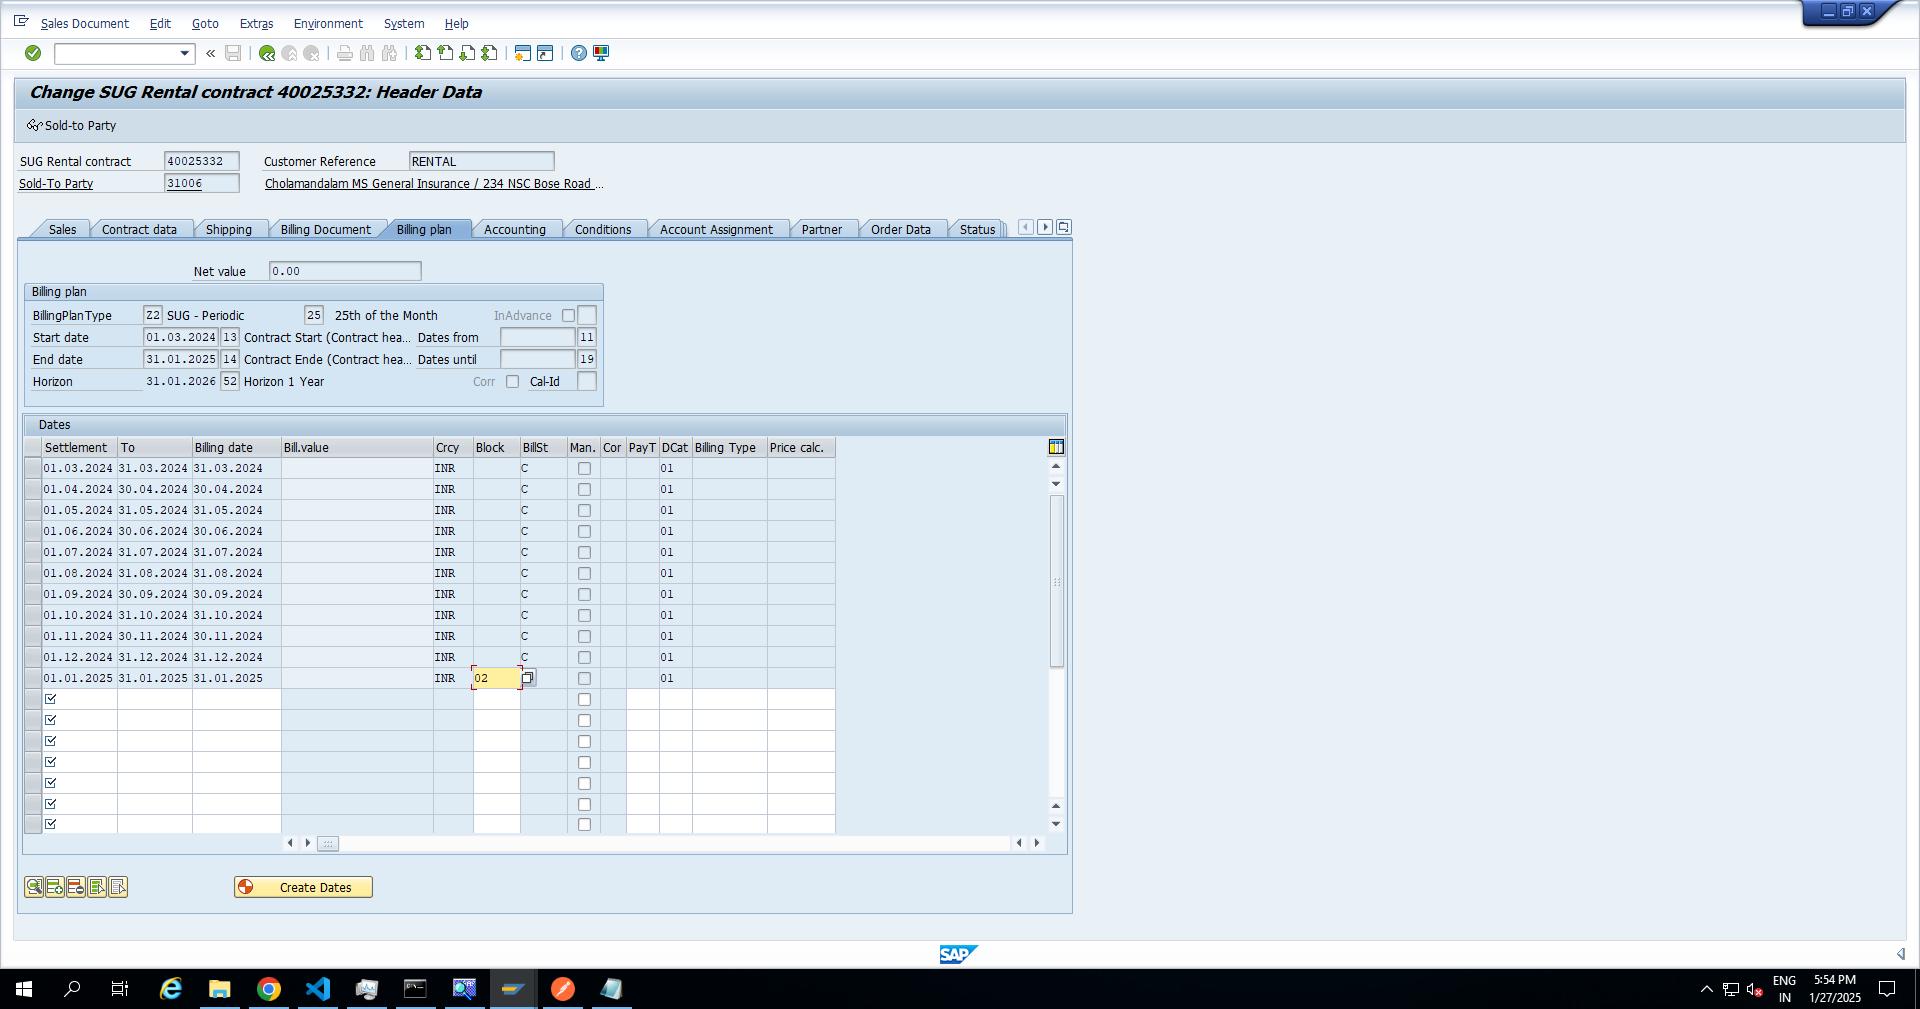 Sales Document Edit Goto Extras Environment System Help
Change SUG Rental contract 40025332: Header Data
Sold-to Party
SUG Rental contract 40025332 Customer Reference RENTAL
Sold-To Party 31006 Cholamandalam MS General Insurance / 234 NSC Bose Road ...
Sales Contract data Shipping Billing Document Billing plan Accounting Conditions Account Assignment Partner Order Data Status
Net value 0.00
Billing plan
BillingPlanType Z2 SUG - Periodic 25 25th of the Month InAdvance
Start date 01.03.2024 13 Contract Start (Contract hea... Dates from 11
End date 31.01.2025 14 Contract Ende (Contract hea... Dates until 19
Horizon 31.01.2026 52 Horizon 1 Year Corr Cal-Id
Dates
Settlement To Billing date Bill.value Crcy Block BillSt Man. Cor PayT DCat Billing Type Price calc.
01.03.2024 31.03.2024 31.03.2024 INR C 01
01.04.2024 30.04.2024 30.04.2024 INR C 01
01.05.2024 31.05.2024 31.05.2024 INR C 01
01.06.2024 30.06.2024 30.06.2024 INR C 01
01.07.2024 31.07.2024 31.07.2024 INR C 01
01.08.2024 31.08.2024 31.08.2024 INR C 01
01.09.2024 30.09.2024 30.09.2024 INR C 01
01.10.2024 31.10.2024 31.10.2024 INR C 01
01.11.2024 30.11.2024 30.11.2024 INR C 01
01.12.2024 31.12.2024 31.12.2024 INR C 01
01.01.2025 31.01.2025 31.01.2025 INR 02 01
Create Dates
SAP
ENG 5:54 PM
IN 1/27/2025